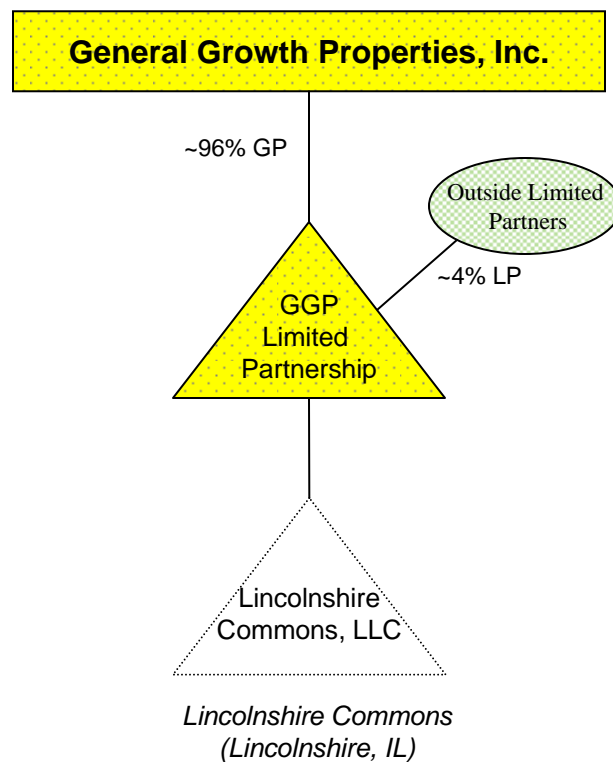 General Growth Properties, Inc.
~96% GP
Outside Limited
Partners
~4% LP
GGP
Limited
Partnership
Lincolnshire
Commons, LLC
Lincolnshire Commons
(Lincolnshire, IL)